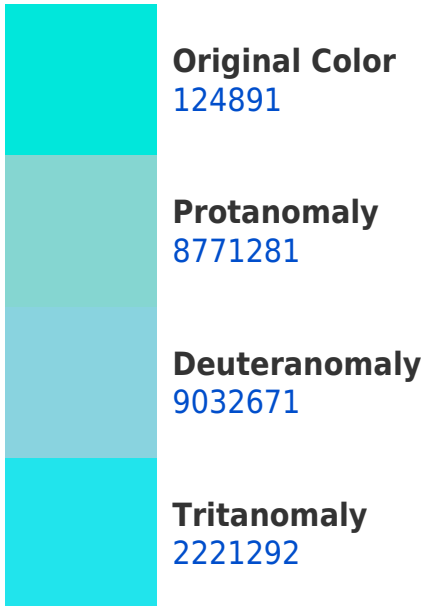 Original Color
124891
Protanomaly
8771281
Deuteranomaly
9032671
Tritanomaly
2221292